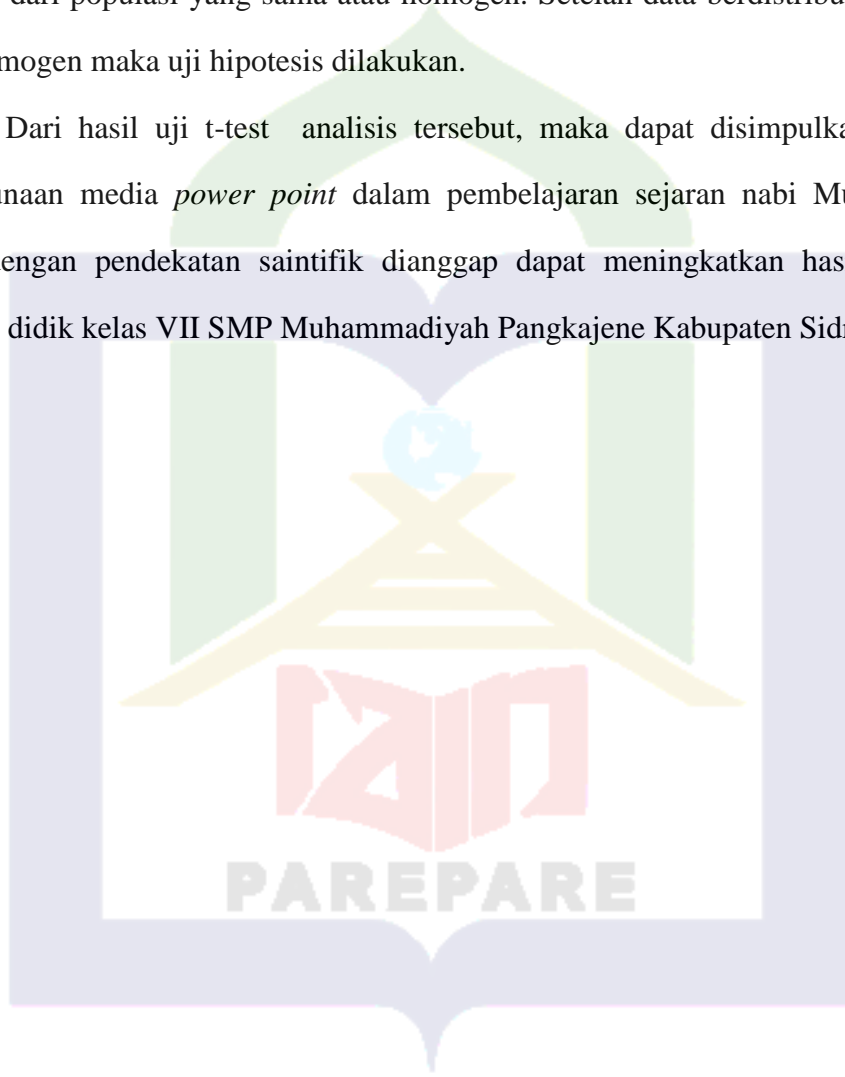 dari populasi yang sama atau homogen. Setelah data berdistribu
mogen maka uji hipotesis dilakukan.
Dari hasil uji t-test analisis tersebut, maka dapat disimpulka
unaan media power point dalam pembelajaran sejaran nabi Mu
engan pendekatan saintifik dianggap dapat meningkatkan has
didik kelas VII SMP Muhammadiyah Pangkajene Kabupaten Sid
iain
PAREPARE